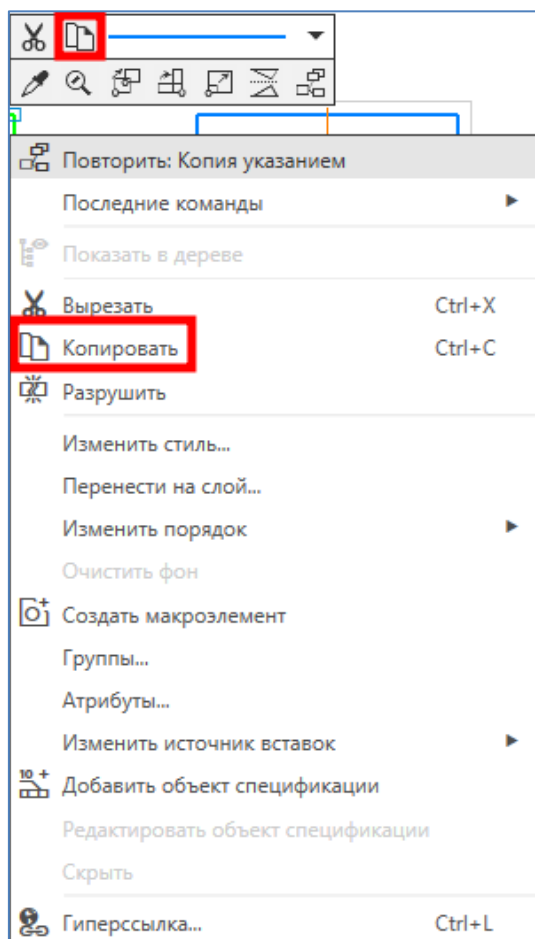 Повторить: Копия указанием
Последние команды
Показать в дереве
Вырезать Ctrl+X
Копировать Ctrl+C
Разрушить
Изменить стиль...
Перенести на слой...
Изменить порядок
Очистить фон
Создать макроэлемент
Группы...
Атрибуты...
Изменить источник вставок
10 + Добавить объект спецификации
Редактировать объект спецификации
Скрыть
Гиперссылка... Ctrl+L